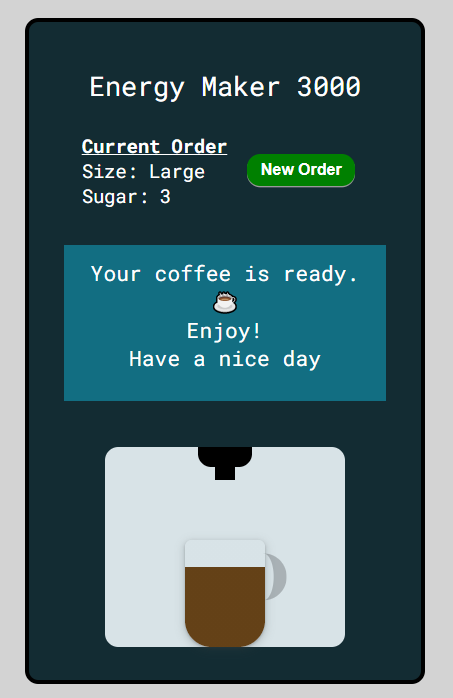 Energy Maker 3000
Current Order
Size: Large
Sugar: 3
New Order
Your coffee is ready.
☕
Enjoy!
Have a nice day